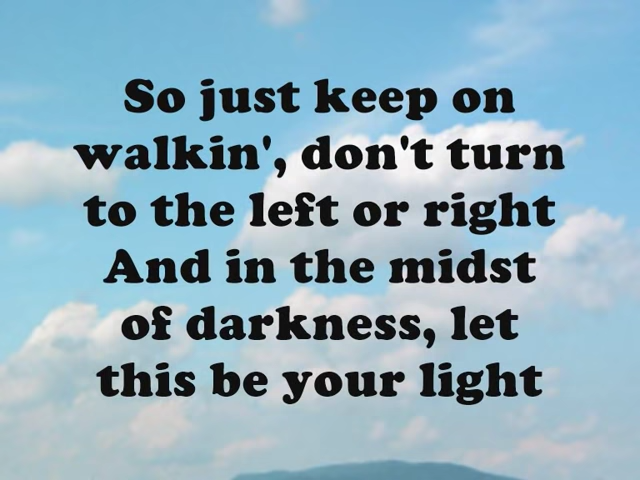 So just keep on
walkin', don't turn
to the left or right
And in the midst
of darkness, let
this be your light